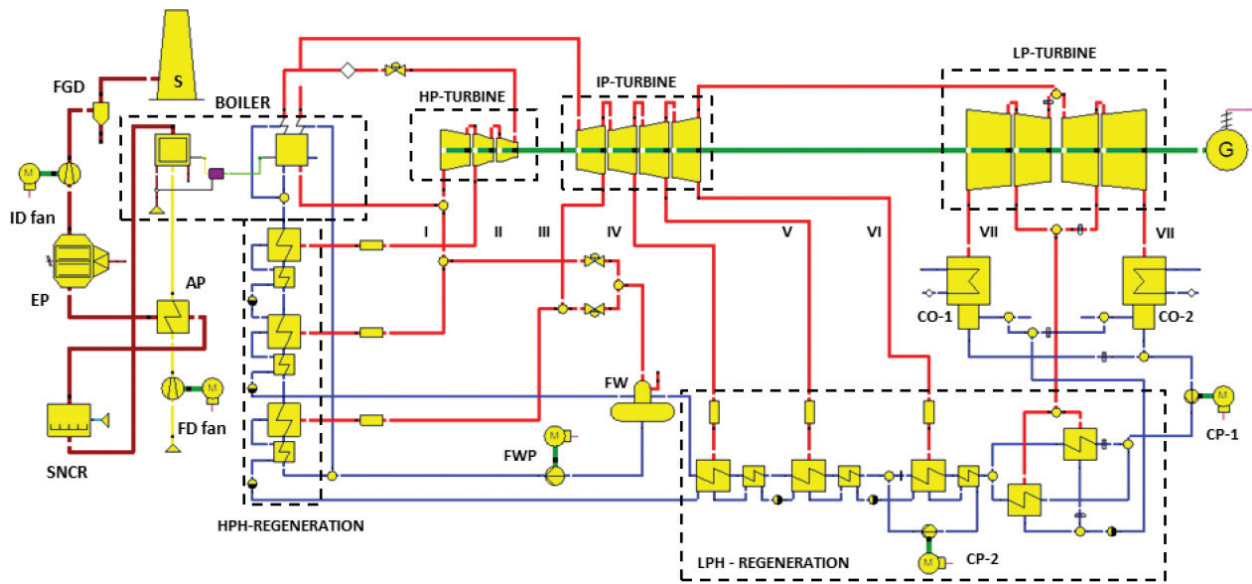 FGD
S
BOILER
HP-TURBINE
IP-TURBINE
LP-TURBINE
G
M
ID fan
EP
AP
I
II
III
IV
V
VI
VII
VII
CO-1
CO-2
M
FD fan
SNCR
FW
M
FWP
M
CP-1
HPH-REGENERATION
LPH - REGENERATION
CP-2
M